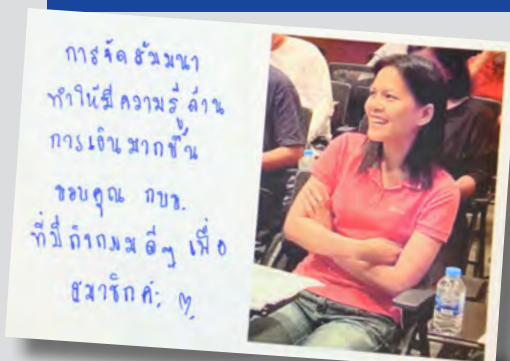 การจัดสัมมนา
ทำให้มีความรู้ด้าน
การเงินมากขึ้น
ขอบคุณ กบข.
ที่มีกิจกรรมดีๆ เพื่อ
สมาชิกค่ะ